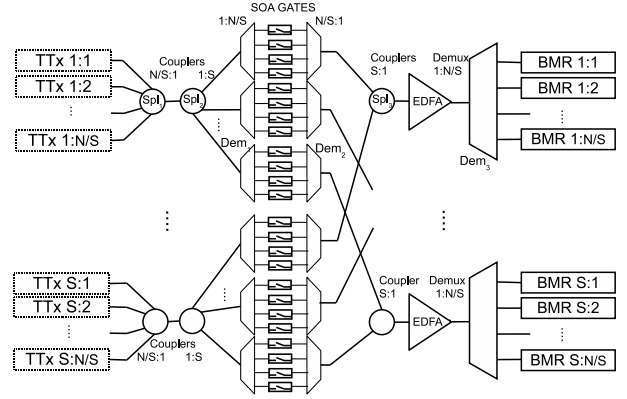 SOA GATES
1:N/S
N/S:1
TTx 1:1
TTx 1:2
⋮
TTx 1:N/S
N/S:1
Couplers
1:S
Spl1
Spl2
...
Dem1
Dem2
Couplers
S:1
Spl3
EDFA
Demux
1:N/S
Dem3
BMR 1:1
BMR 1:2
⋮
BMR 1:N/S
TTx S:1
TTx S:2
⋮
TTx S:N/S
N/S:1
Couplers
1:S
Coupler
S:1
EDFA
Demux
1:N/S
BMR S:1
BMR S:2
⋮
BMR S:N/S